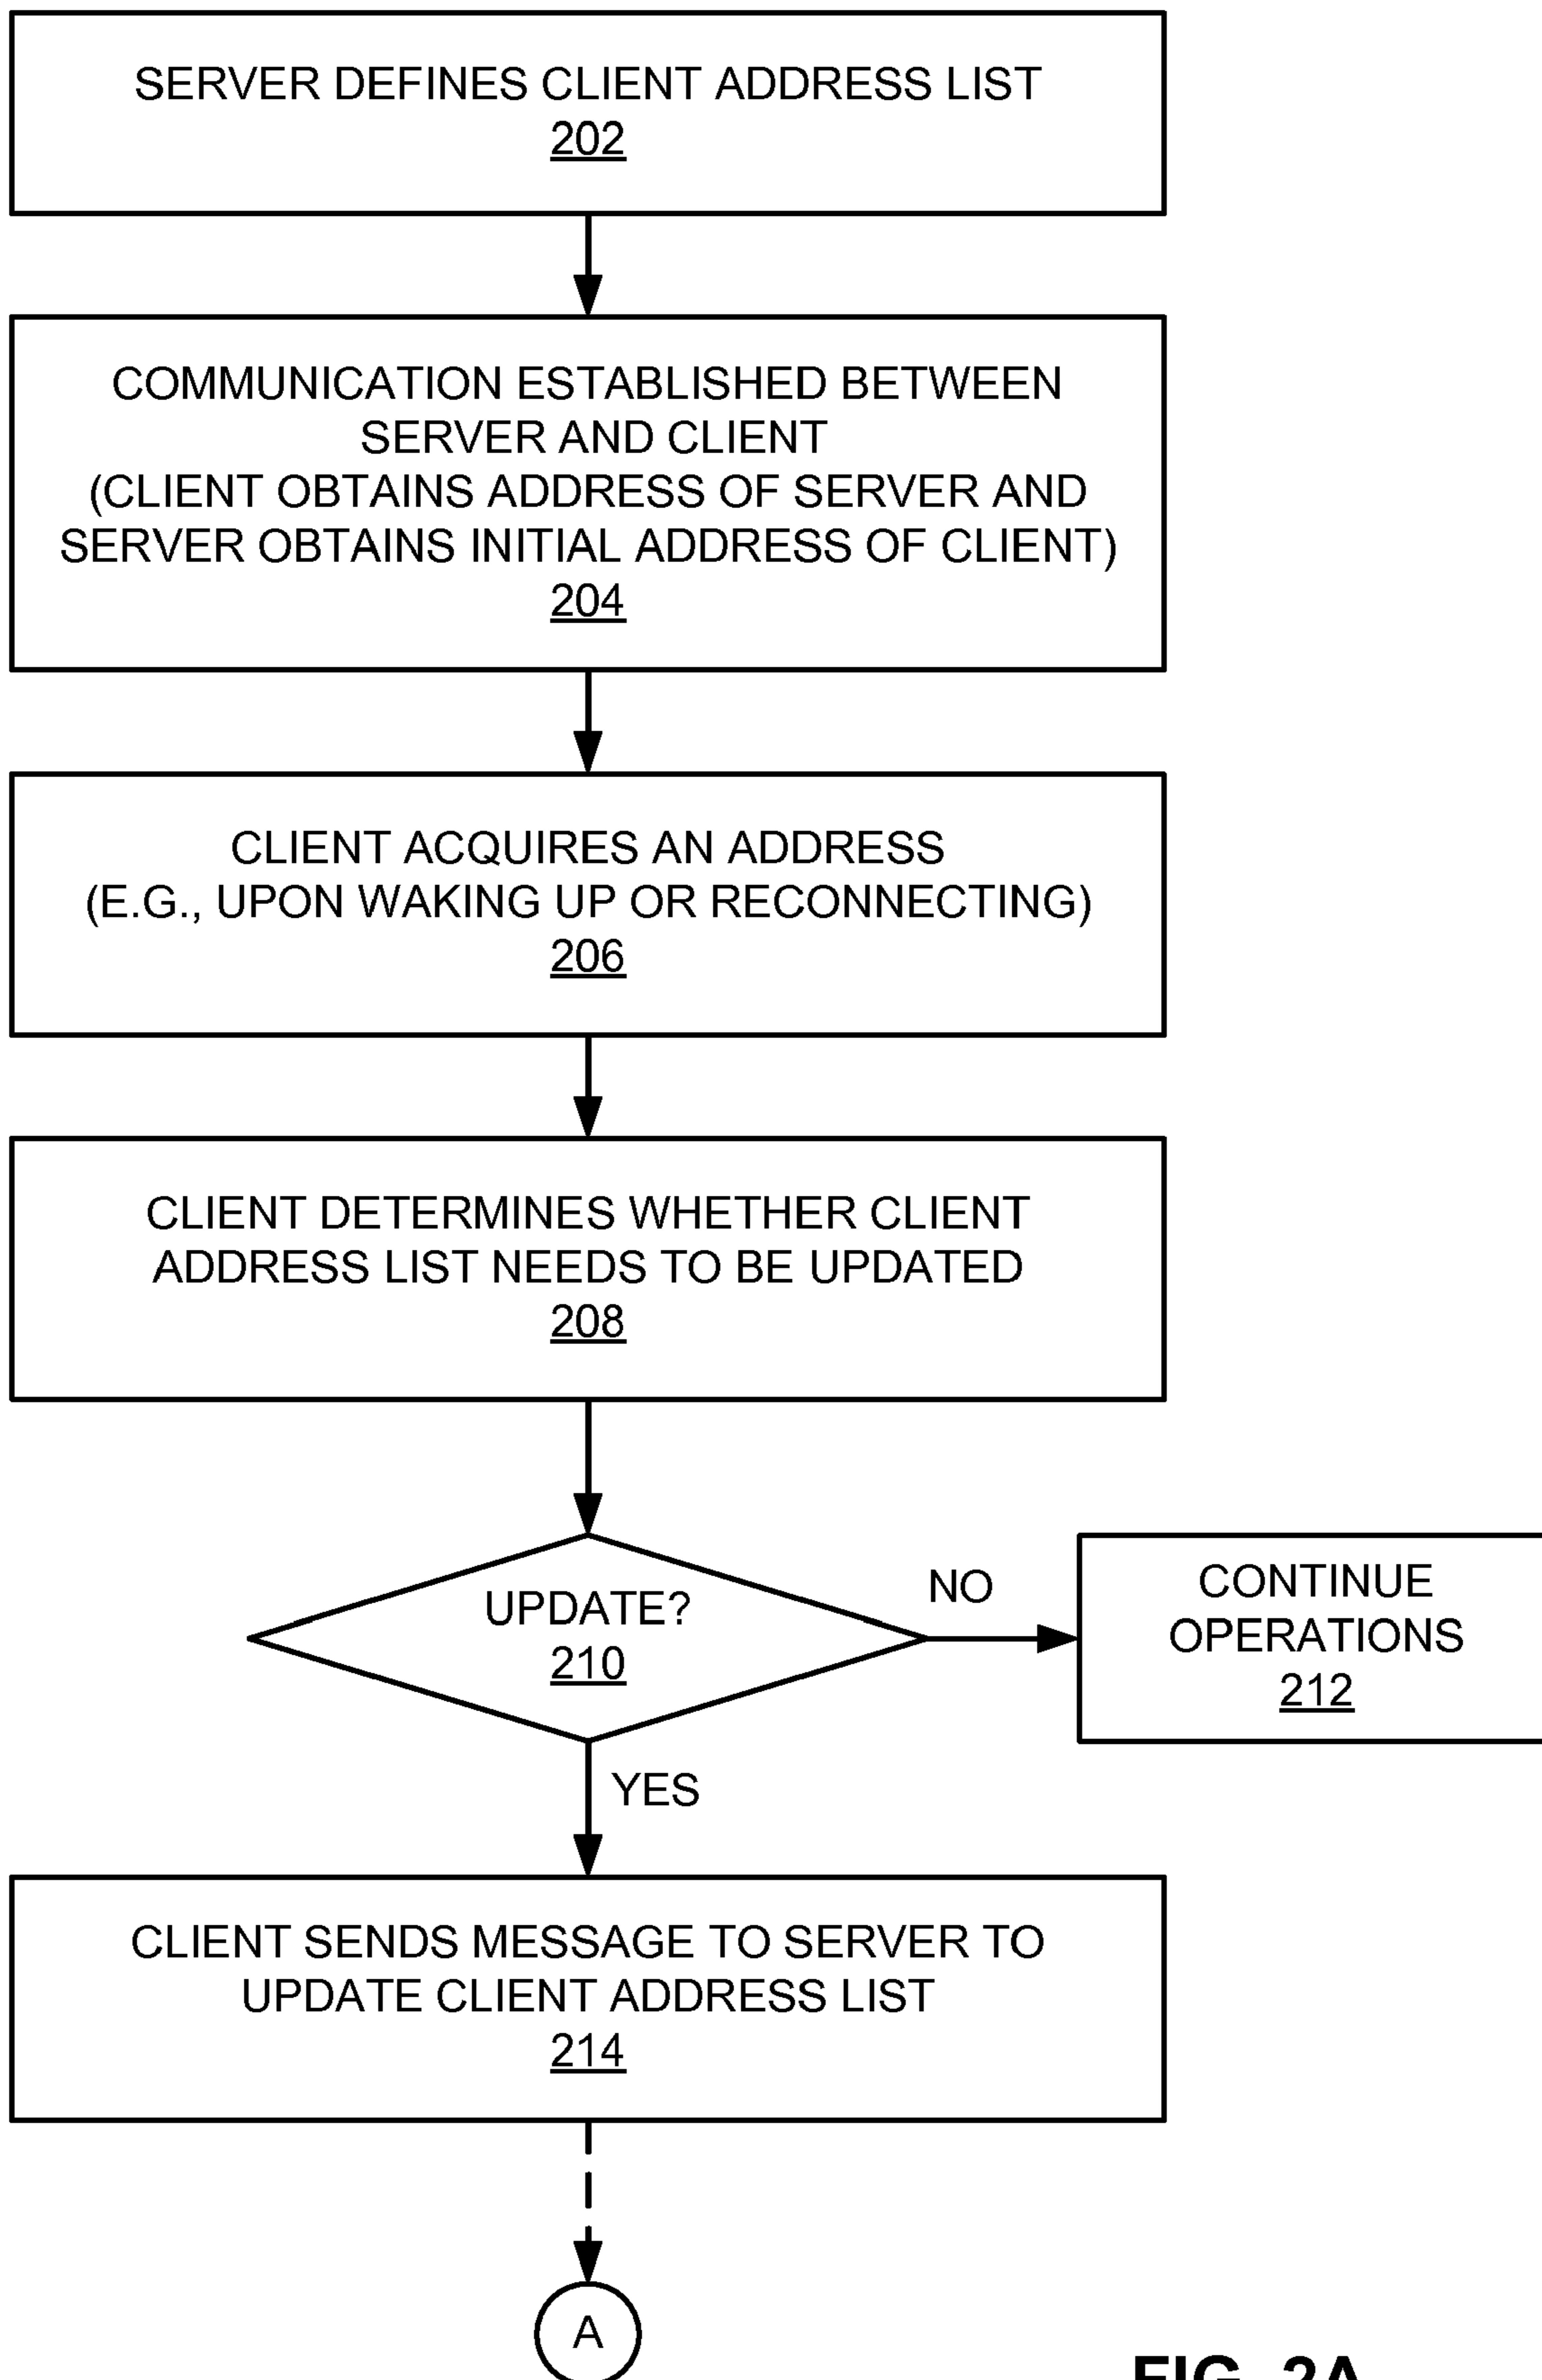 SERVER DEFINES CLIENT ADDRESS LIST
202
COMMUNICATION ESTABLISHED BETWEEN
SERVER AND CLIENT
(CLIENT OBTAINS ADDRESS OF SERVER AND
SERVER OBTAINS INITIAL ADDRESS OF CLIENT)
204
CLIENT ACQUIRES AN ADDRESS
(E.G., UPON WAKING UP OR RECONNECTING)
206
CLIENT DETERMINES WHETHER CLIENT
ADDRESS LIST NEEDS TO BE UPDATED
208
UPDATE?
210
NO
CONTINUE
OPERATIONS
212
YES
CLIENT SENDS MESSAGE TO SERVER TO
UPDATE CLIENT ADDRESS LIST
214
A
FIG. 2A